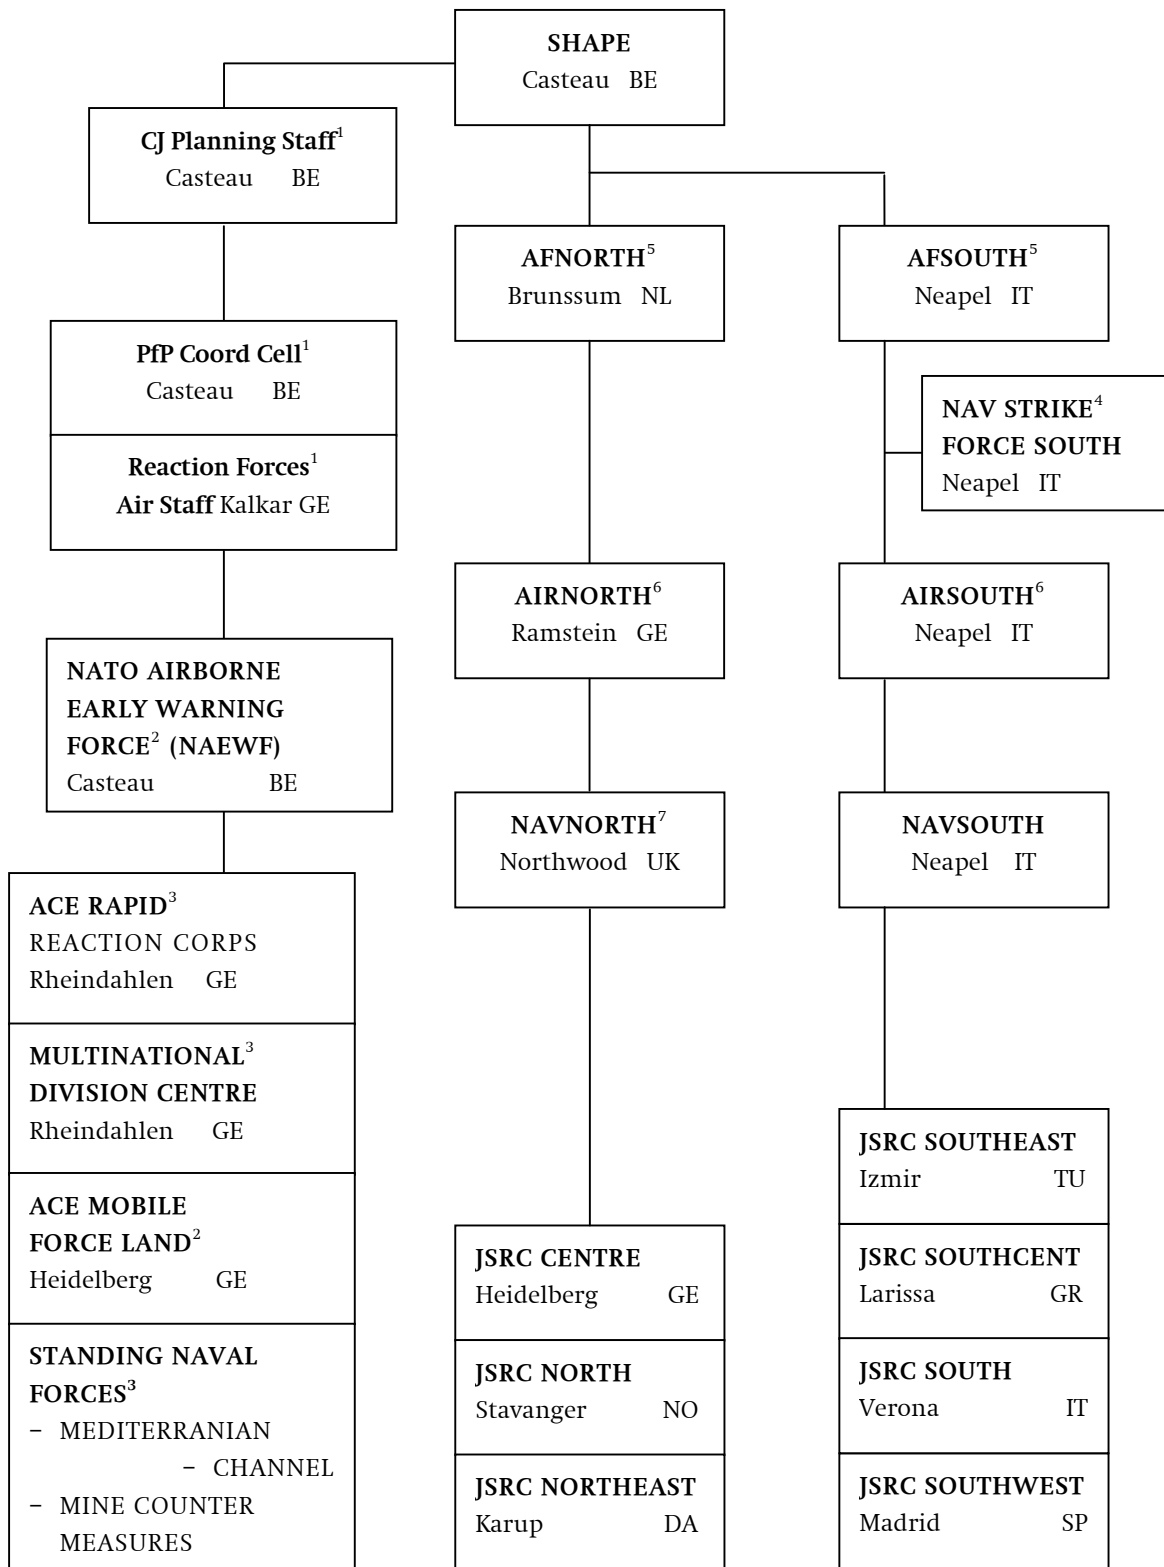 SHAPE
Casteau BE
CJ Planning Staff¹
Casteau BE
PfP Coord Cell¹
Casteau BE
Reaction Forces¹
Air Staff Kalkar GE
NATO AIRBORNE
EARLY WARNING
FORCE² (NAEWF)
Casteau BE
ACE RAPID³
REACTION CORPS
Rheindahlen GE
MULTINATIONAL³
DIVISION CENTRE
Rheindahlen GE
ACE MOBILE
FORCE LAND²
Heidelberg GE
STANDING NAVAL
FORCES³
– MEDITERRANIAN
– CHANNEL
– MINE COUNTER
MEASURES
AFNORTH⁵
Brunssum NL
AIRNORTH⁶
Ramstein GE
NAVNORTH⁷
Northwood UK
JSRC CENTRE
Heidelberg GE
JSRC NORTH
Stavanger NO
JSRC NORTHEAST
Karup DA
AFSOUTH⁵
Neapel IT
NAV STRIKE⁴
FORCE SOUTH
Neapel IT
AIRSOUTH⁶
Neapel IT
NAVSOUTH
Neapel IT
JSRC SOUTHEAST
Izmir TU
JSRC SOUTHCENT
Larissa GR
JSRC SOUTH
Verona IT
JSRC SOUTHWEST
Madrid SP